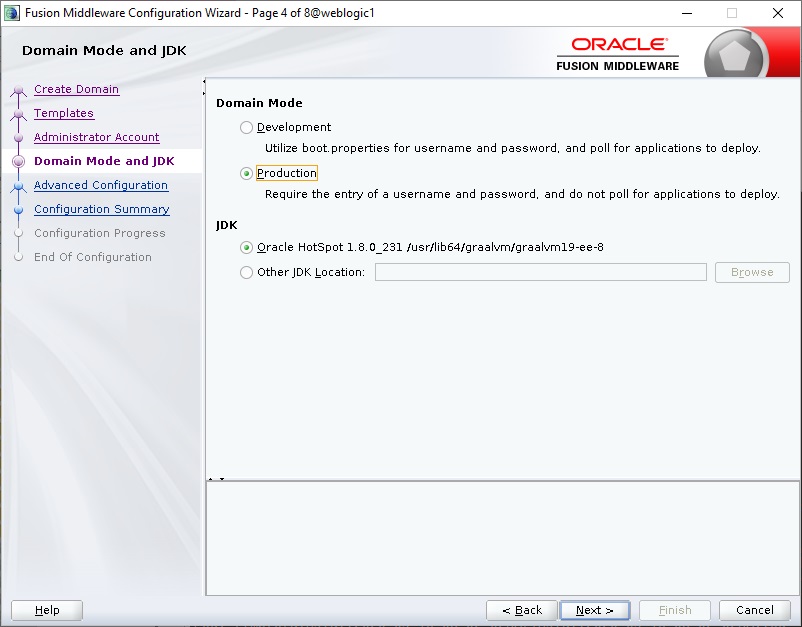 Fusion Middleware Configuration Wizard - Page 4 of 8@weblogic1
Domain Mode and JDK
ORACLE
FUSION MIDDLEWARE
Create Domain
Templates
Administrator Account
Domain Mode and JDK
Advanced Configuration
Configuration Summary
Configuration Progress
End Of Configuration
Domain Mode
Development
Utilize boot.properties for username and password, and poll for applications to deploy.
Production
Require the entry of a username and password, and do not poll for applications to deploy.
JDK
Oracle HotSpot 1.8.0_231 /usr/lib64/graalvm/graalvm19-ee-8
Other JDK Location:
Browse
Help
< Back
Next >
Finish
Cancel